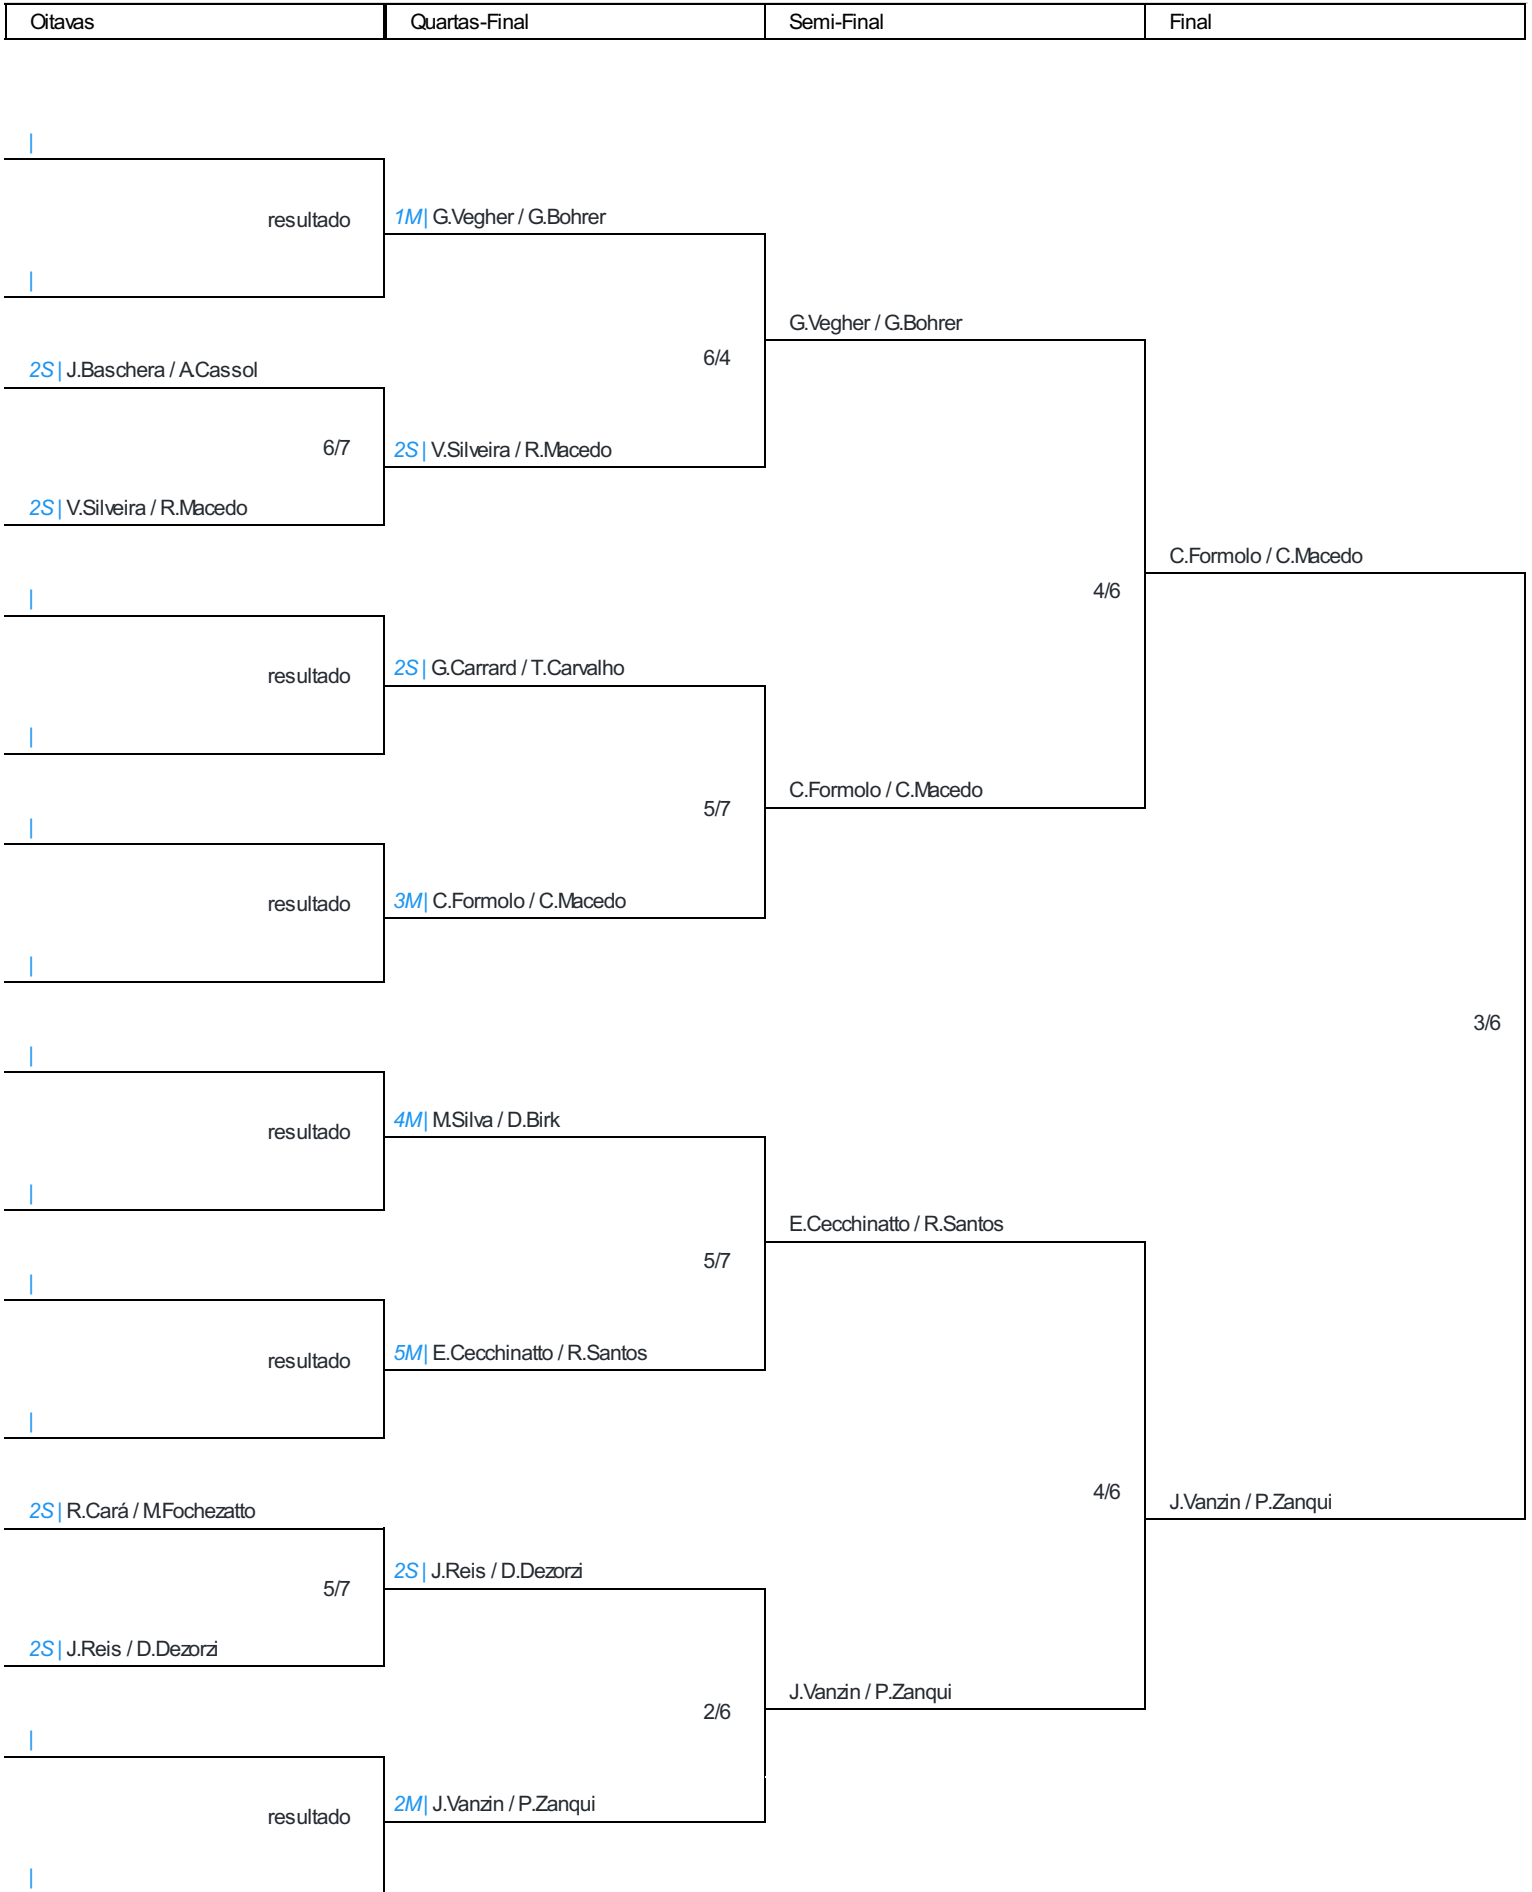 Oitavas Quartas-Final Semi-Final Final
|
resultado 1M| G.Vegher / G.Bohrer
|
G.Vegher / G.Bohrer
6/4
2S| J.Baschera / A.Cassol
6/7 2S| V.Silveira / R.Macedo
2S| V.Silveira / R.Macedo
C.Formolo / C.Macedo
4/6
|
resultado 2S| G.Carrard / T.Carvalho
|
C.Formolo / C.Macedo
5/7
|
resultado 3M| C.Formolo / C.Macedo
|
3/6
|
resultado 4M| M.Silva / D.Birk
|
E.Cecchinatto / R.Santos
5/7
|
resultado 5M| E.Cecchinatto / R.Santos
|
4/6 J.Vanzin / P.Zanqui
2S| R.Cará / M.Fochezatto
5/7 2S| J.Reis / D.Dezorzi
2S| J.Reis / D.Dezorzi
J.Vanzin / P.Zanqui
2/6
|
resultado 2M| J.Vanzin / P.Zanqui
|